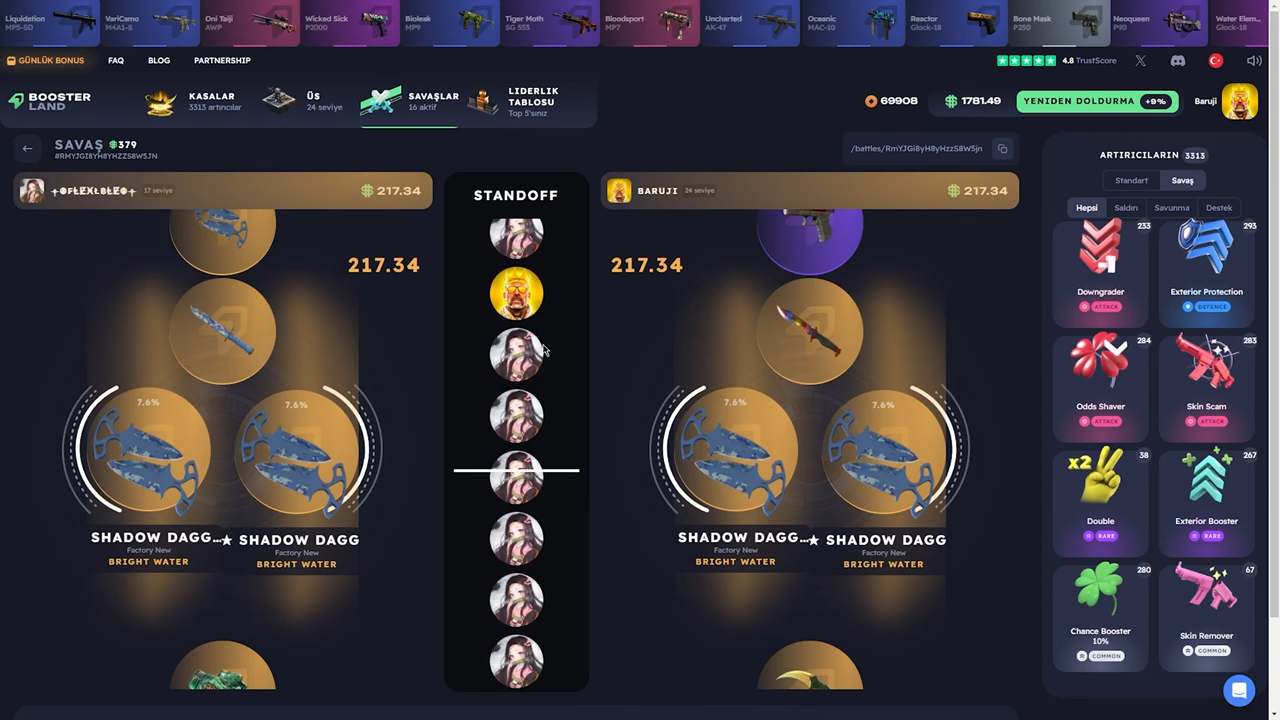 Liquidation
MP5-SD
VariCamo
M4A1-S
Oni Taiji
AWP
Wicked Sick
P2000
Bioleak
MP9
Tiger Moth
SG 553
Bloodsport
MP7
Uncharted
AK-47
Oceanic
MAC-10
Reactor
Glock-18
Bone Mask
P250
Neoqueen
P90
Water Elem...
Glock-18
GÜNLÜK BONUS
FAQ
BLOG
PARTNERSHIP
4.8 TrustScore
BOOSTER
LAND
KASALAR
3313 artırıcılar
ÜS
24 seviye
SAVAŞLAR
16 aktif
LIDERLIK
TABLOSU
Top 5'sınız
69908
1781.49
YENIDEN DOLDURMA +9%
Baruji
SAVAŞ 379
#RMYJGI8YH8YHZZS8W5JN
/battles/RmYJGi8yH8yHzzS8W5jn
17 seviye
217.34
STANDOFF
BARUJI 24 seviye
217.34
217.34
217.34
7.6%
7.6%
SHADOW DAGG...
Factory New
BRIGHT WATER
★ SHADOW DAGG
Factory New
BRIGHT WATER
7.6%
7.6%
SHADOW DAGG...
Factory New
BRIGHT WATER
★ SHADOW DAGG
Factory New
BRIGHT WATER
ARTIRICILARIN 3313
Standart
Savaş
Hepsi
Saldırı
Savunma
Destek
233
Downgrader
ATTACK
293
Exterior Protection
DEFENCE
284
Odds Shaver
ATTACK
283
Skin Scam
ATTACK
38
x2
Double
RARE
267
Exterior Booster
RARE
280
Chance Booster
10%
COMMON
67
Skin Remover
COMMON